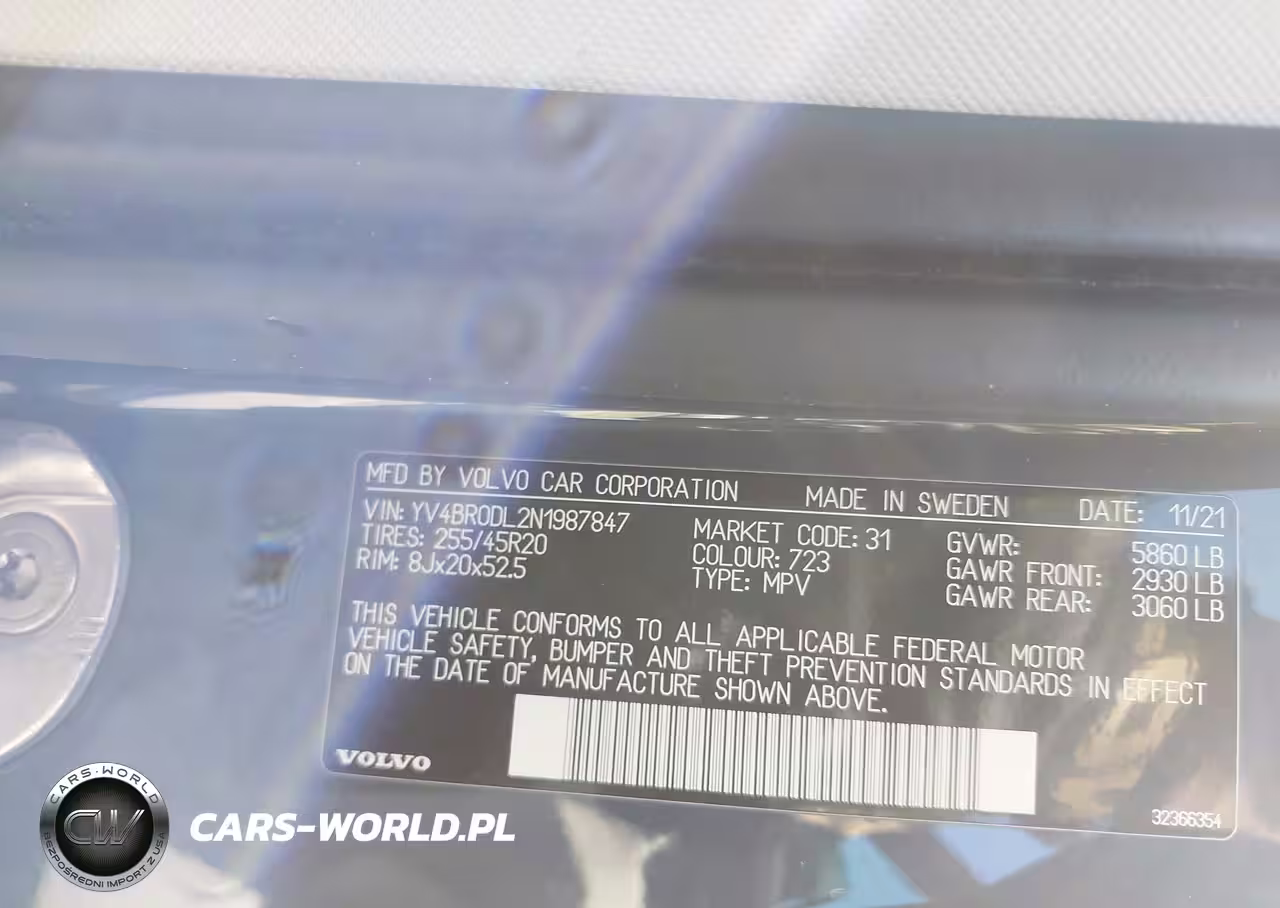 MFD BY VOLVO CAR CORPORATION MADE IN SWEDEN DATE: 11/21
VIN: YV4BR0DL2N1987847 MARKET CODE: 31 GVWR: 5860 LB
TIRES: 255/45R20 COLOUR: 723 GAWR FRONT: 2930 LB
RIM: 8Jx20x52.5 TYPE: MPV GAWR REAR: 3060 LB
THIS VEHICLE CONFORMS TO ALL APPLICABLE FEDERAL MOTOR
VEHICLE SAFETY, BUMPER AND THEFT PREVENTION STANDARDS IN EFFECT
ON THE DATE OF MANUFACTURE SHOWN ABOVE.
VOLVO
32366354
CARS-WORLD
CW
BEZPOŚREDNI IMPORT Z USA
CARS-WORLD.PL